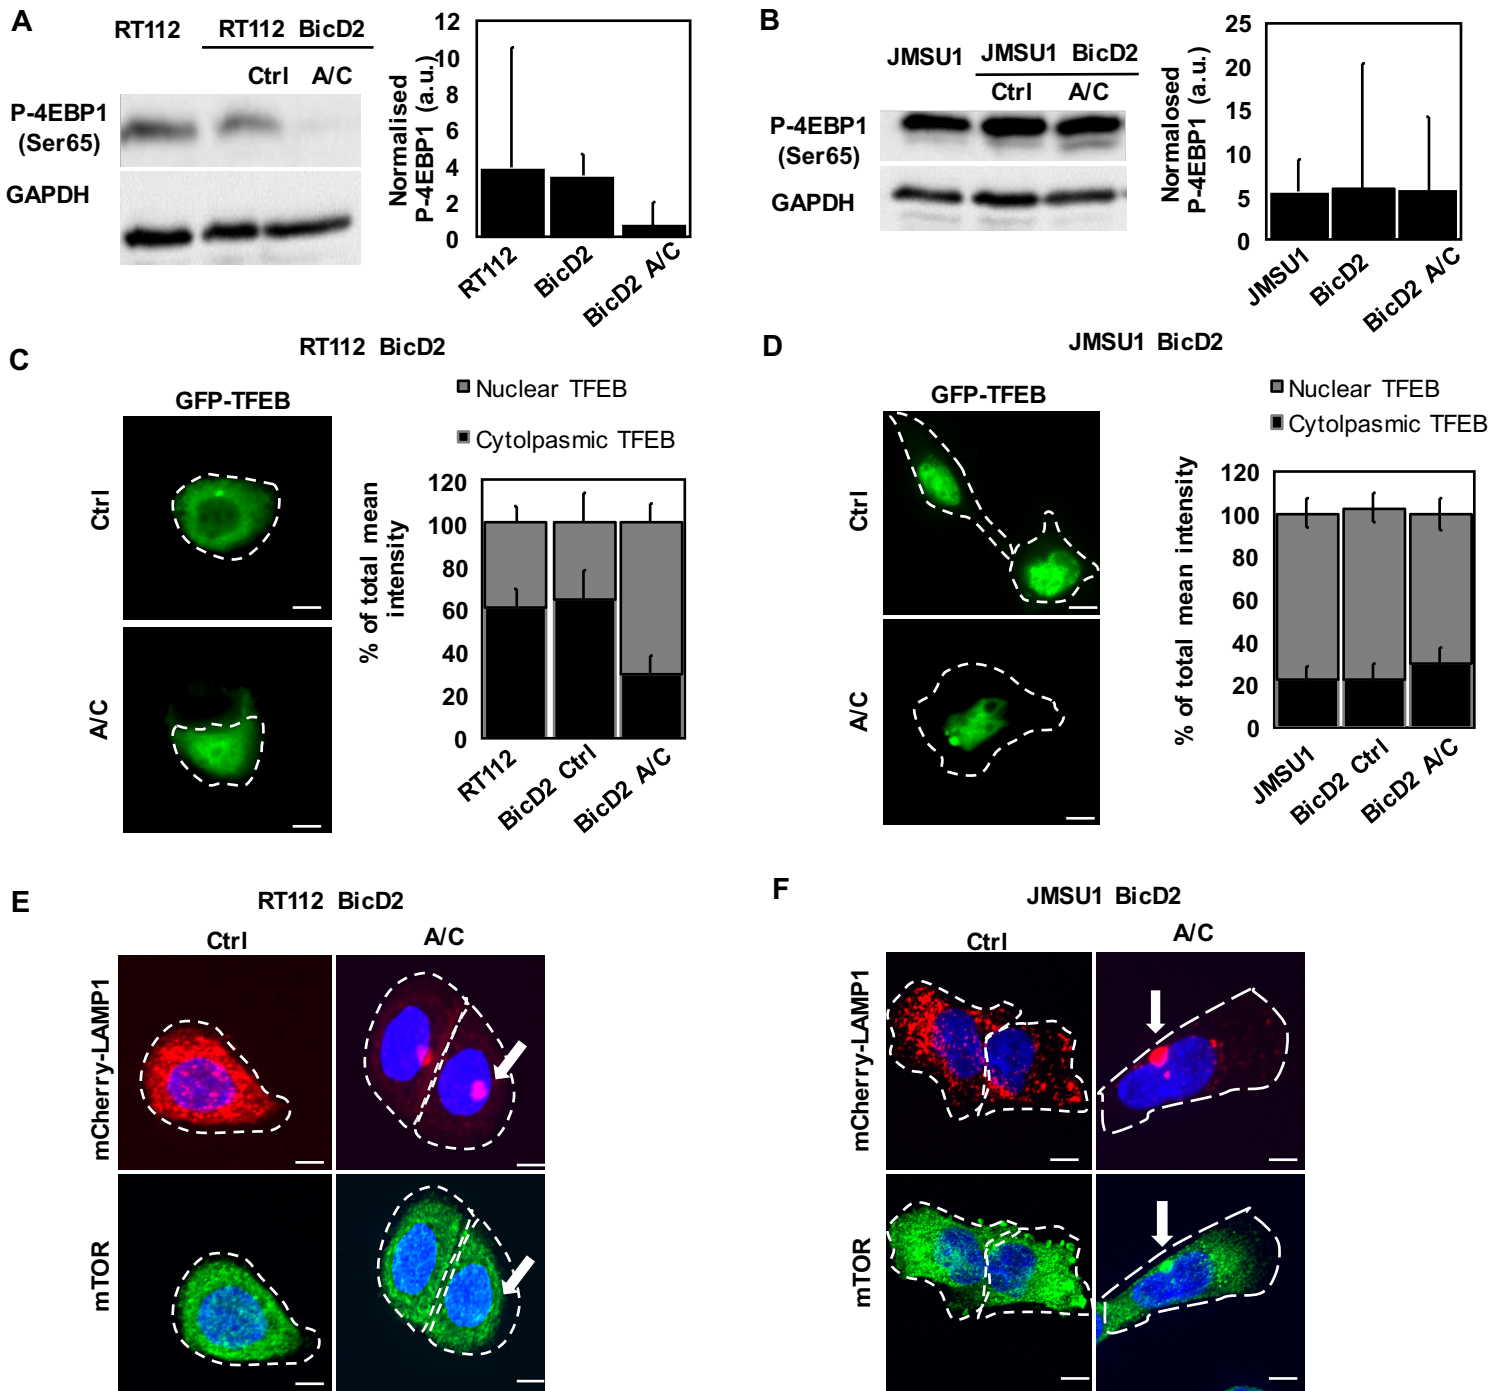 A
RT112
RT112 BicD2
Ctrl
A/C
P-4EBP1
(Ser65)
GAPDH
Normalised
P-4EBP1 (a.u.)
12
10
8
6
4
2
0
RT112
BicD2
BicD2 A/C
B
JMSU1
JMSU1 BicD2
Ctrl
A/C
P-4EBP1
(Ser65)
GAPDH
Normalosed
P-4EBP1 (a.u.)
25
20
15
10
5
0
JMSU1
BicD2
BicD2 A/C
C
RT112 BicD2
GFP-TFEB
Ctrl
A/C
Nuclear TFEB
Cytolpasmic TFEB
% of total mean
intensity
120
100
80
60
40
20
0
RT112
BicD2 Ctrl
BicD2 A/C
D
JMSU1 BicD2
GFP-TFEB
Ctrl
A/C
Nuclear TFEB
Cytolpasmic TFEB
% of total mean intensity
120
100
80
60
40
20
0
JMSU1
BicD2 Ctrl
BicD2 A/C
E
RT112 BicD2
Ctrl
A/C
mCherry-LAMP1
mTOR
F
JMSU1 BicD2
Ctrl
A/C
mCherry-LAMP1
mTOR